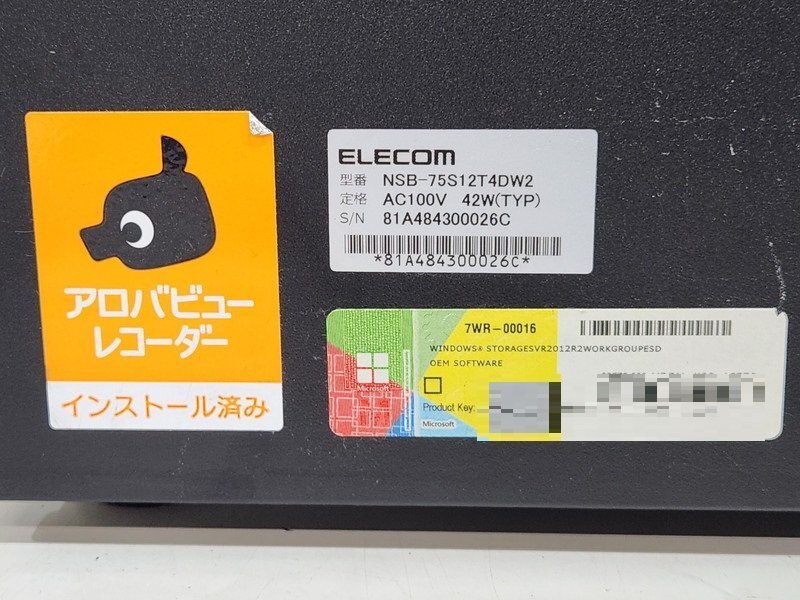 アロバビュー
レコーダー
インストール済み
ELECOM
型番 NSB-75S12T4DW2
定格 AC100V 42W(TYP)
S/N 81A484300026C
*81A484300026C*
7WR-00016
WINDOWS® STORAGESVR2012R2WORKGROUPESD
OEM SOFTWARE
Product Key:
Microsoft
Microsoft